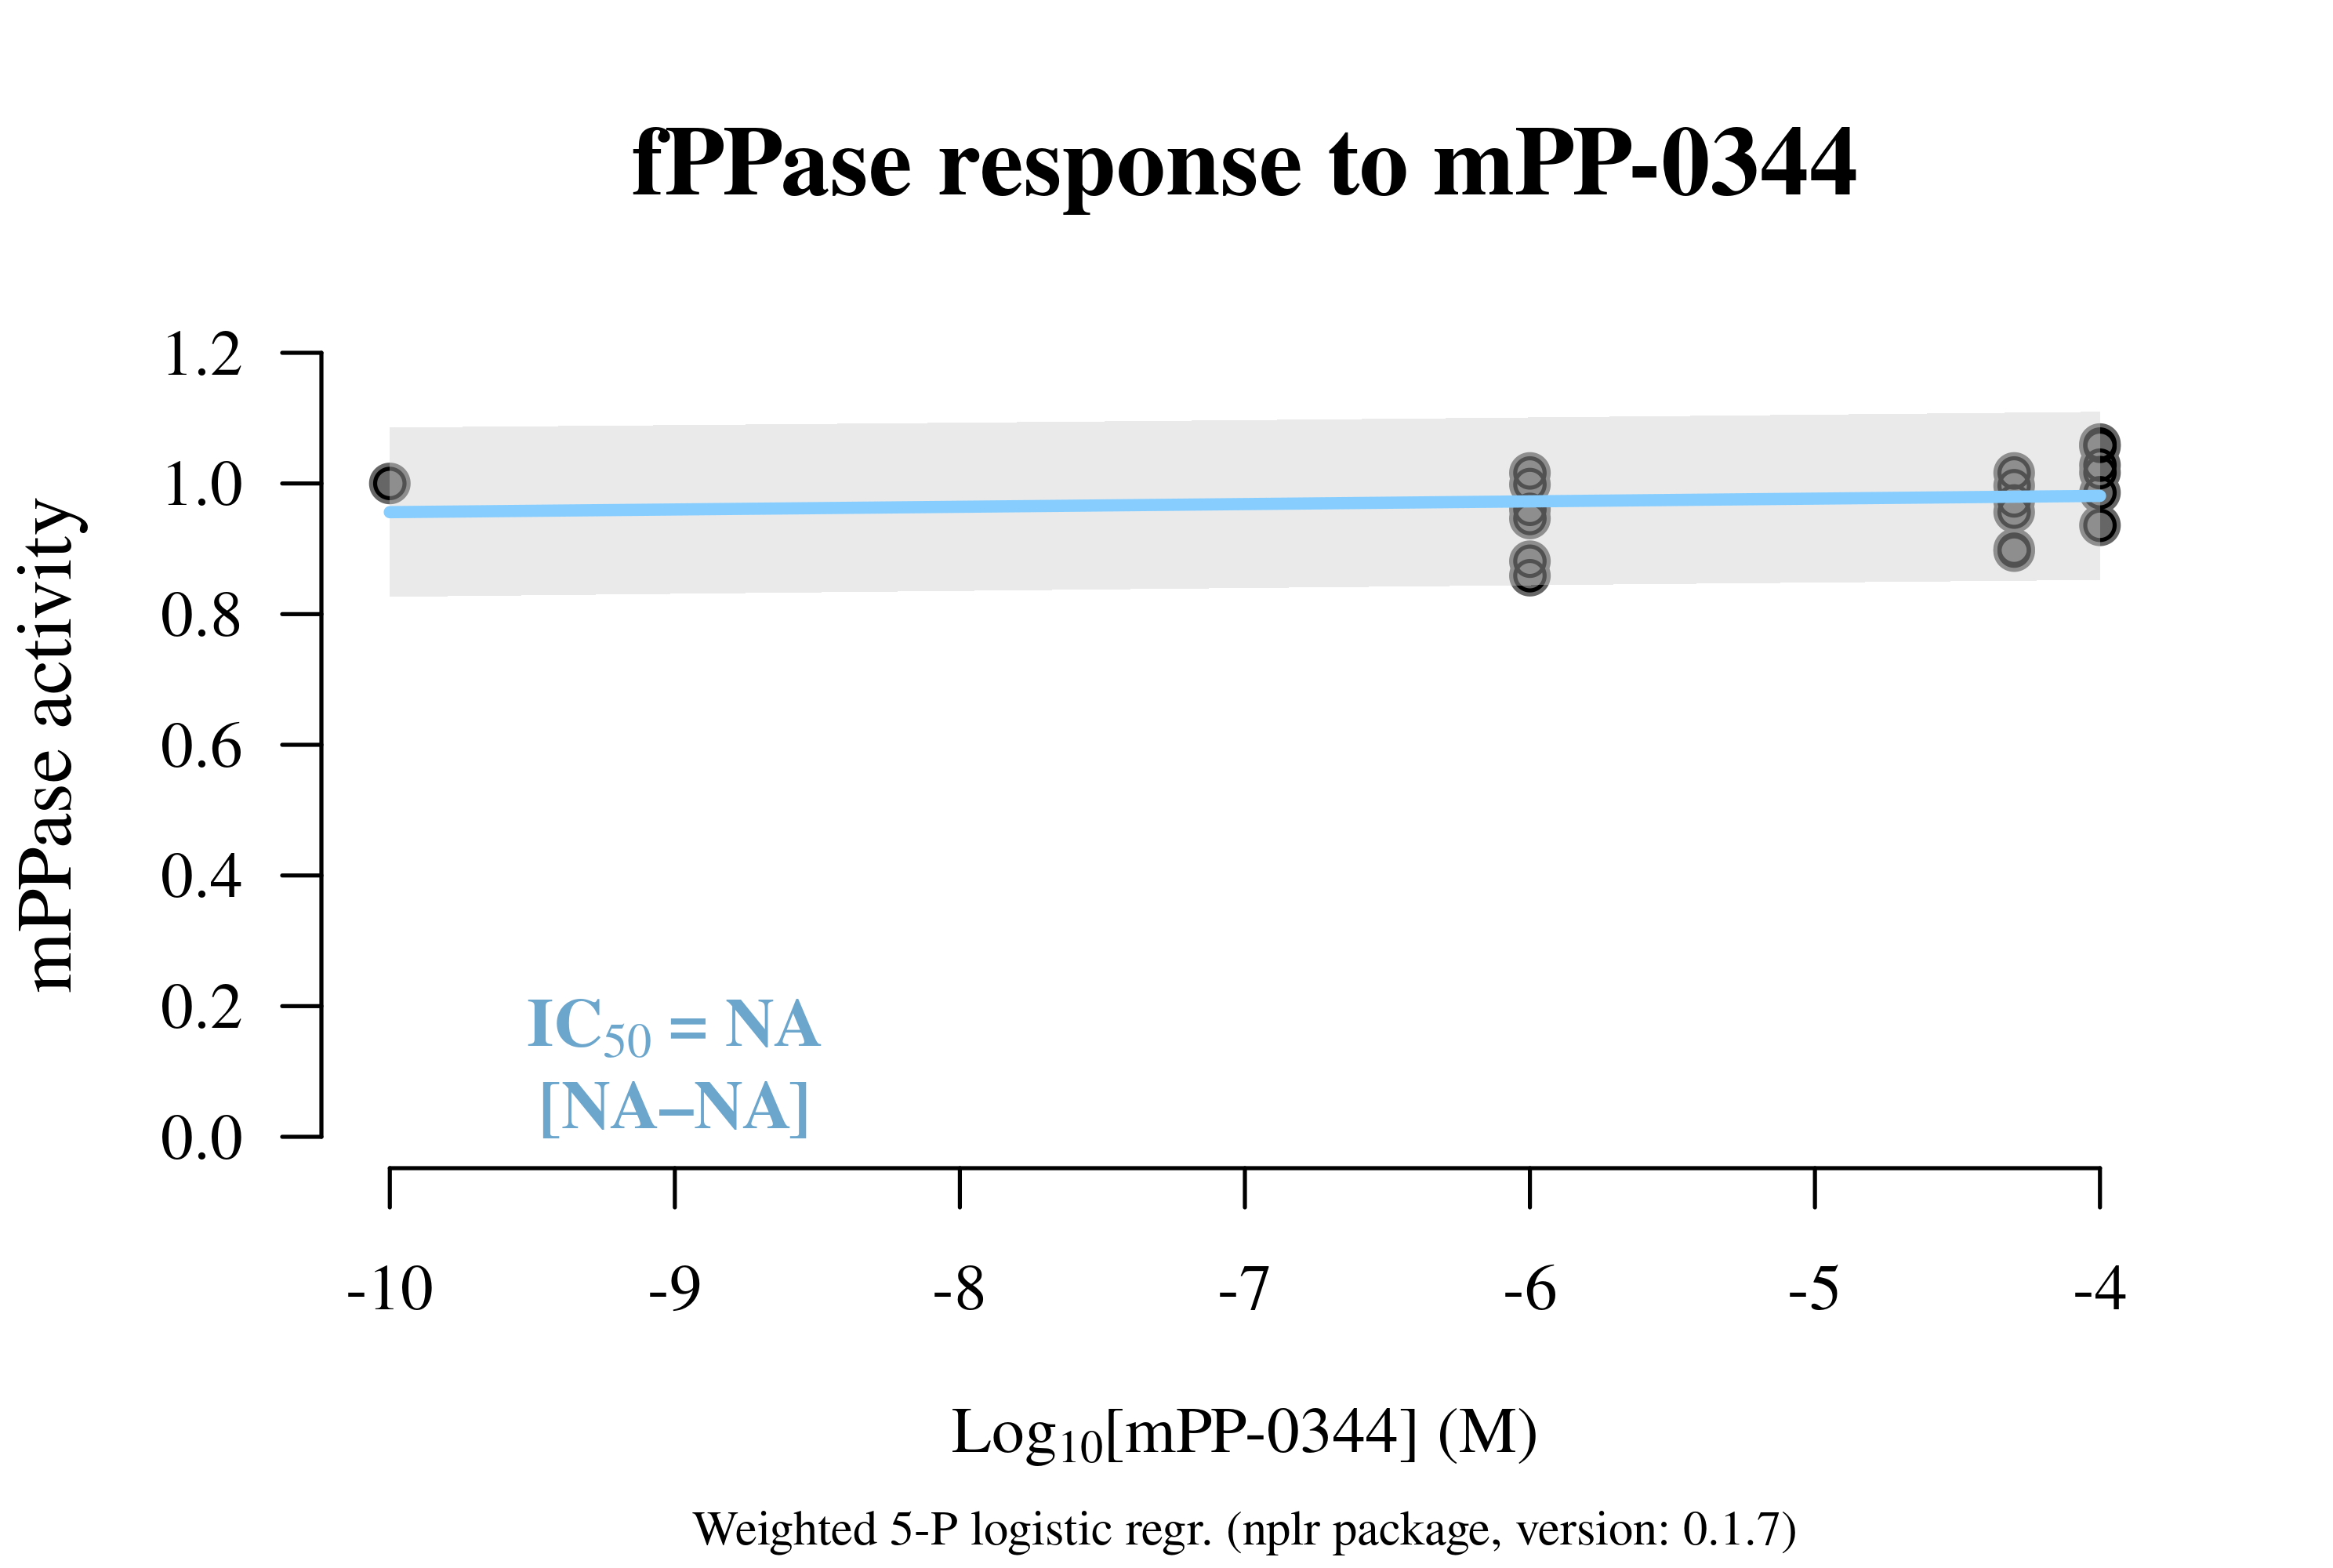 fPPase response to mPP-0344
mPPase activity
1.2
1.0
0.8
0.6
0.4
0.2
0.0
IC50 = NA
[NA–NA]
-10 -9 -8 -7 -6 -5 -4
Log10[mPP-0344] (M)
Weighted 5-P logistic regr. (nplr package, version: 0.1.7)